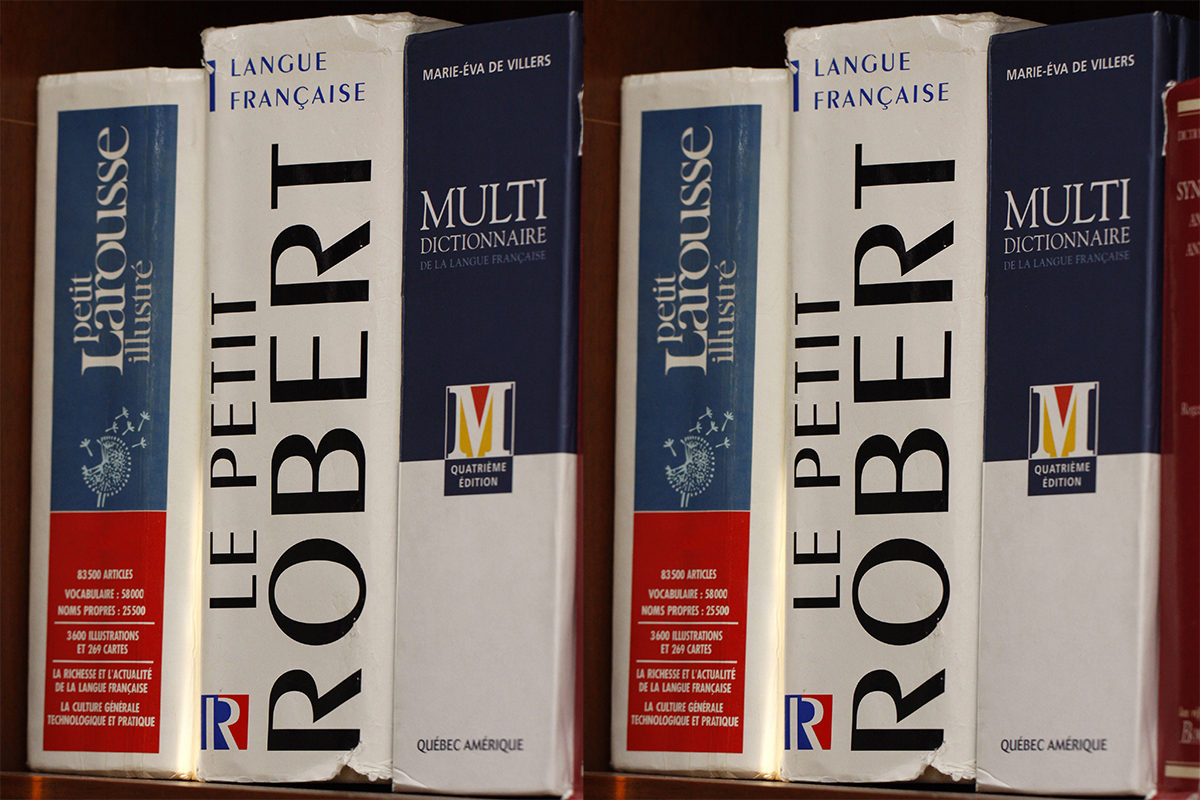 petit
Larousse
illustré
83500 ARTICLES
VOCABULAIRE : 58000
NOMS PROPRES : 25500
3600 ILLUSTRATIONS
ET 269 CARTES
LA RICHESSE ET L'ACTUALITÉ
DE LA LANGUE FRANÇAISE
LA CULTURE GÉNÉRALE
TECHNOLOGIQUE ET PRATIQUE
LANGUE
FRANÇAISE
LE PETIT
ROBERT
R
MARIE-ÉVA DE VILLERS
MULTI
DICTIONNAIRE
DE LA LANGUE FRANÇAISE
M
QUATRIÈME
ÉDITION
QUÉBEC AMÉRIQUE
petit
Larousse
illustré
83500 ARTICLES
VOCABULAIRE : 58000
NOMS PROPRES : 25500
3600 ILLUSTRATIONS
ET 269 CARTES
LA RICHESSE ET L'ACTUALITÉ
DE LA LANGUE FRANÇAISE
LA CULTURE GÉNÉRALE
TECHNOLOGIQUE ET PRATIQUE
LANGUE
FRANÇAISE
LE PETIT
ROBERT
R
MARIE-ÉVA DE VILLERS
MULTI
DICTIONNAIRE
DE LA LANGUE FRANÇAISE
M
QUATRIÈME
ÉDITION
QUÉBEC AMÉRIQUE